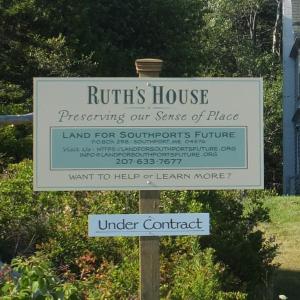 RUTH'S HOUSE
Preserving our Sense of Place
LAND FOR SOUTHPORT'S FUTURE
P.O.BOX 298 · SOUTHPORT, ME 04576
VISIT US: HTTPS://LANDFORSOUTHPORTSFUTURE.ORG
INFO@LANDFORSOUTHPORTSFUTURE.ORG
207-633-7677
WANT TO HELP or LEARN MORE?
Under Contract